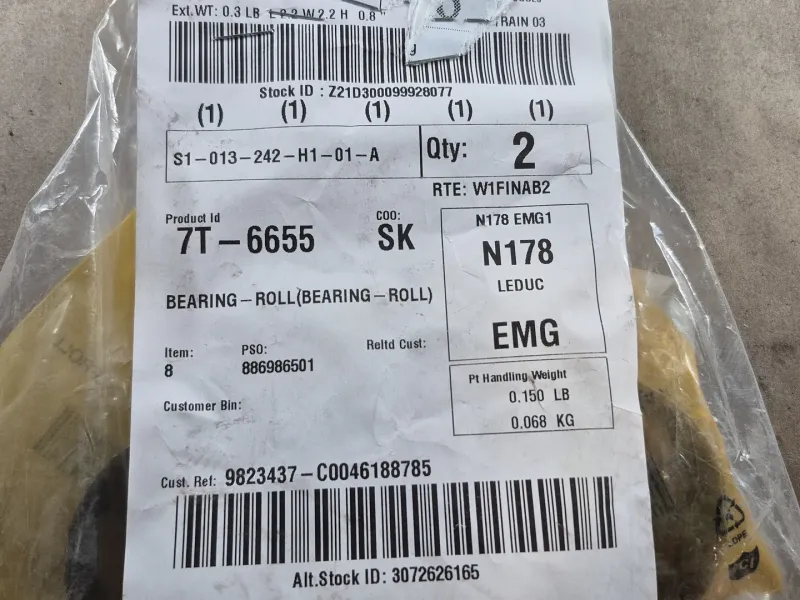 Ext.WT: 0.3 LB L 2.2 W 2.2 H 0.8"
RAIN 03
Stock ID : Z21D300099928077
(1) (1) (1) (1) (1)
S1-013-242-H1-01-A
Qty: 2
RTE: W1FINAB2
Product Id
7T-6655
COO:
SK
N178 EMG1
N178
LEDUC
EMG
BEARING-ROLL(BEARING-ROLL)
Item:
8
PSO:
886986501
Reltd Cust:
Pt Handling Weight
0.150 LB
0.068 KG
Customer Bin:
Cust. Ref: 9823437-C0046188785
Alt.Stock ID: 3072626165